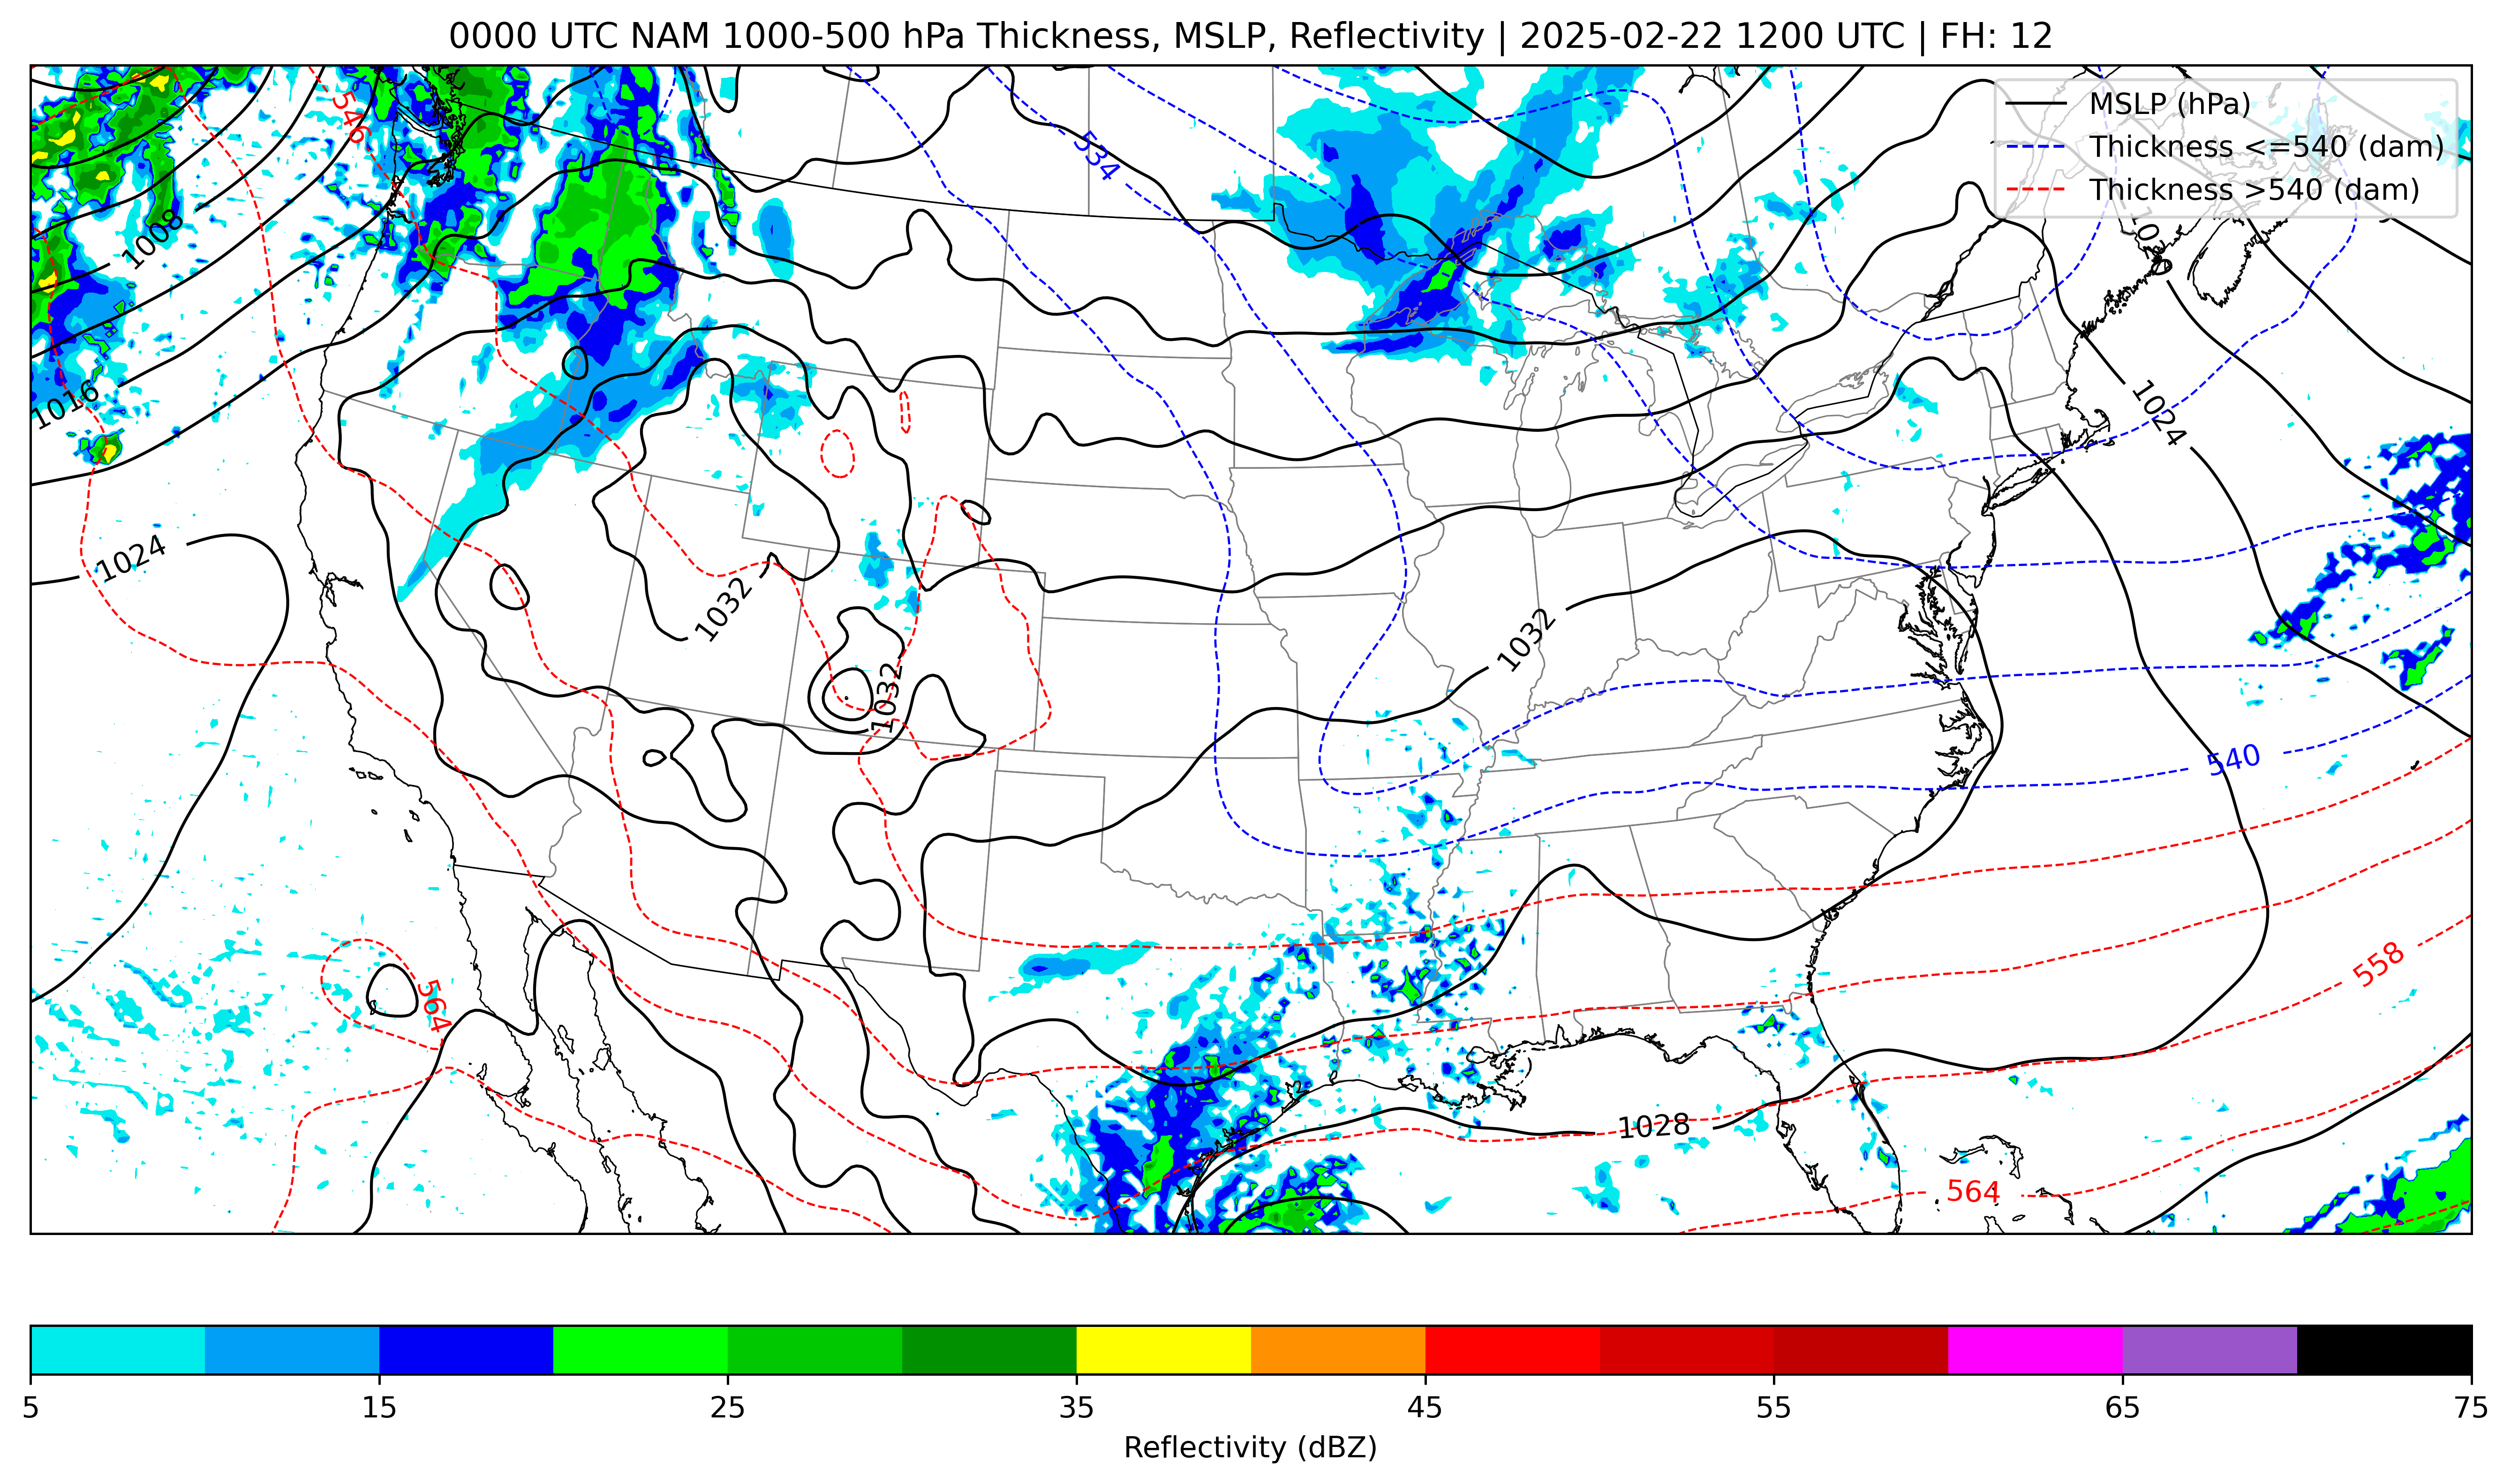 0000 UTC NAM 1000-500 hPa Thickness, MSLP, Reflectivity | 2025-02-22 1200 UTC | FH: 12
MSLP (hPa)
Thickness <=540 (dam)
Thickness >540 (dam)
546
534
1008
1020
1016
1024
1024
1032
1032
1032
540
558
564
1028
564
5 15 25 35 45 55 65 75
Reflectivity (dBZ)